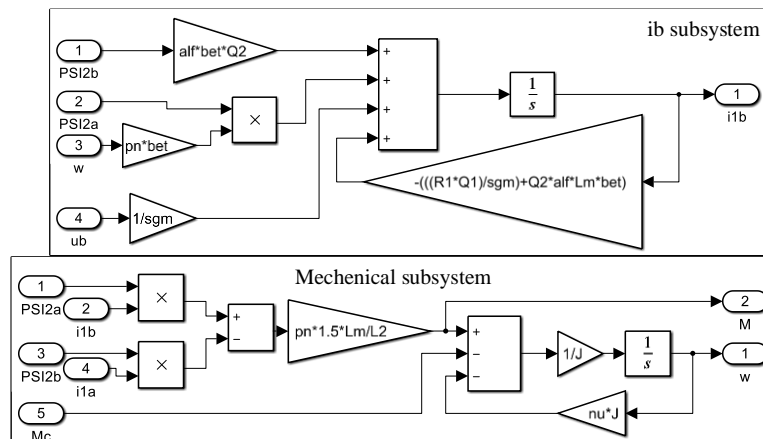 ib subsystem
1
PSI2b
alf*bet*Q2
2
PSI2a
3
w
pn*bet
×
4
ub
1/sgm
+
+
+
+
1
s
1
i1b
-(((R1*Q1)/sgm)+Q2*alf*Lm*bet)
Mechenical subsystem
1
PSI2a
2
i1b
×
3
PSI2b
4
i1a
×
+
−
pn*1.5*Lm/L2
2
M
+
−
−
1/J
1
s
1
w
nu*J
5
Mc